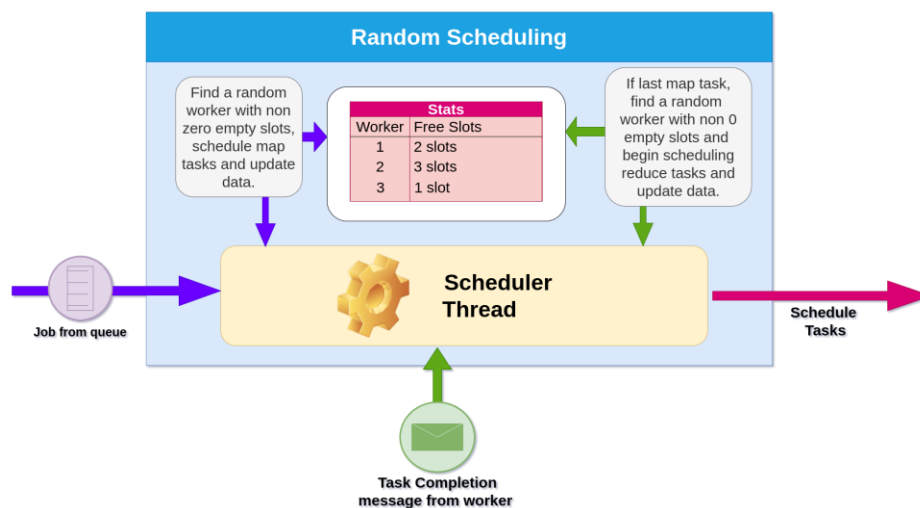 Random Scheduling
Find a random
worker with non
zero empty slots,
schedule map
tasks and update
data.
Stats
Worker Free Slots
1 2 slots
2 3 slots
3 1 slot
If last map task,
find a random
worker with non 0
empty slots and
begin scheduling
reduce tasks and
update data.
Job from queue
Scheduler
Thread
Schedule
Tasks
Task Completion
message from worker